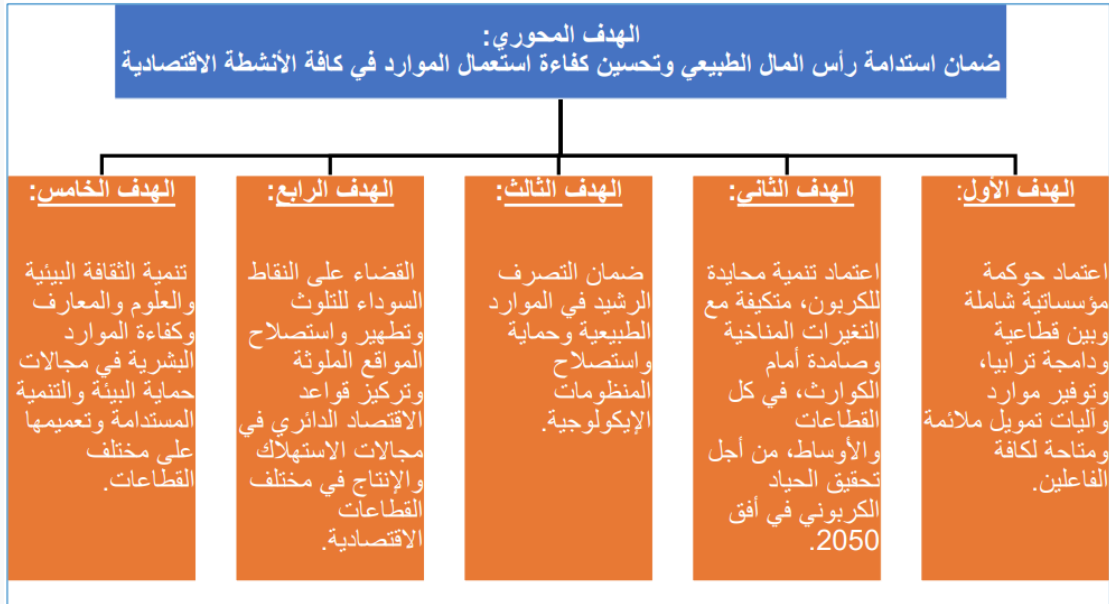 الهدف المحوري:
ضمان استدامة رأس المال الطبيعي وتحسين كفاءة استعمال الموارد في كافة الأنشطة الاقتصادية
الهدف الأول:
اعتماد حوكمة
مؤسساتية شاملة
وبين قطاعية
ودامجة ترابيا،
وتوفير موارد
وآليات تمويل ملائمة
ومتاحة لكافة
الفاعلين.
الهدف الثاني:
اعتماد تنمية محايدة
للكربون، متكيفة مع
التغيرات المناخية
وصامدة أمام
الكوارث، في كل
القطاعات
والأوساط، من أجل
تحقيق الحياد
الكربوني في أفق
2050.
الهدف الثالث:
ضمان التصرف
الرشيد في الموارد
الطبيعية وحماية
واستصلاح
المنظومات
الإيكولوجية.
الهدف الرابع:
القضاء على النقاط
السوداء للتلوث
وتطهير واستصلاح
المواقع الملوثة
وتركيز قواعد
الاقتصاد الدائري في
مجالات الاستهلاك
والإنتاج في مختلف
القطاعات
الاقتصادية.
الهدف الخامس:
تنمية الثقافة البيئية
والعلوم والمعارف
وكفاءة الموارد
البشرية في مجالات
حماية البيئة والتنمية
المستدامة وتعميمها
على مختلف
القطاعات.